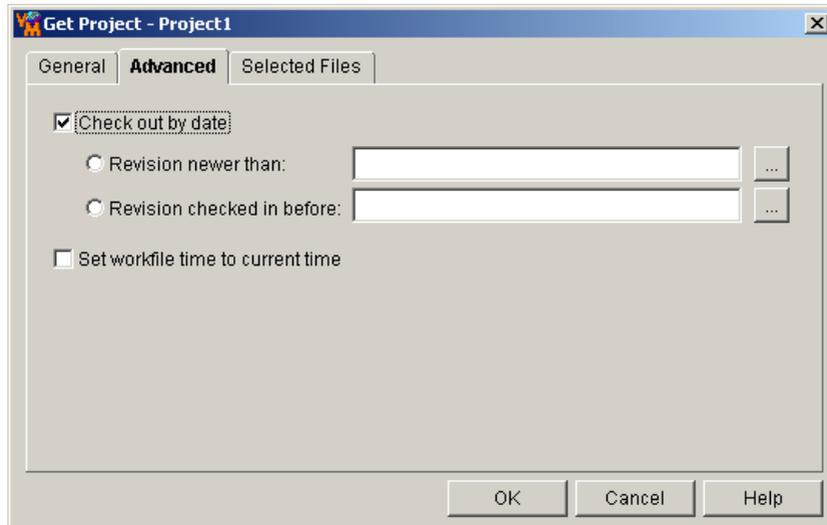 VM Get Project - Project1
General Advanced Selected Files
Check out by date
Revision newer than: ...
Revision checked in before: ...
Set workfile time to current time
OK Cancel Help